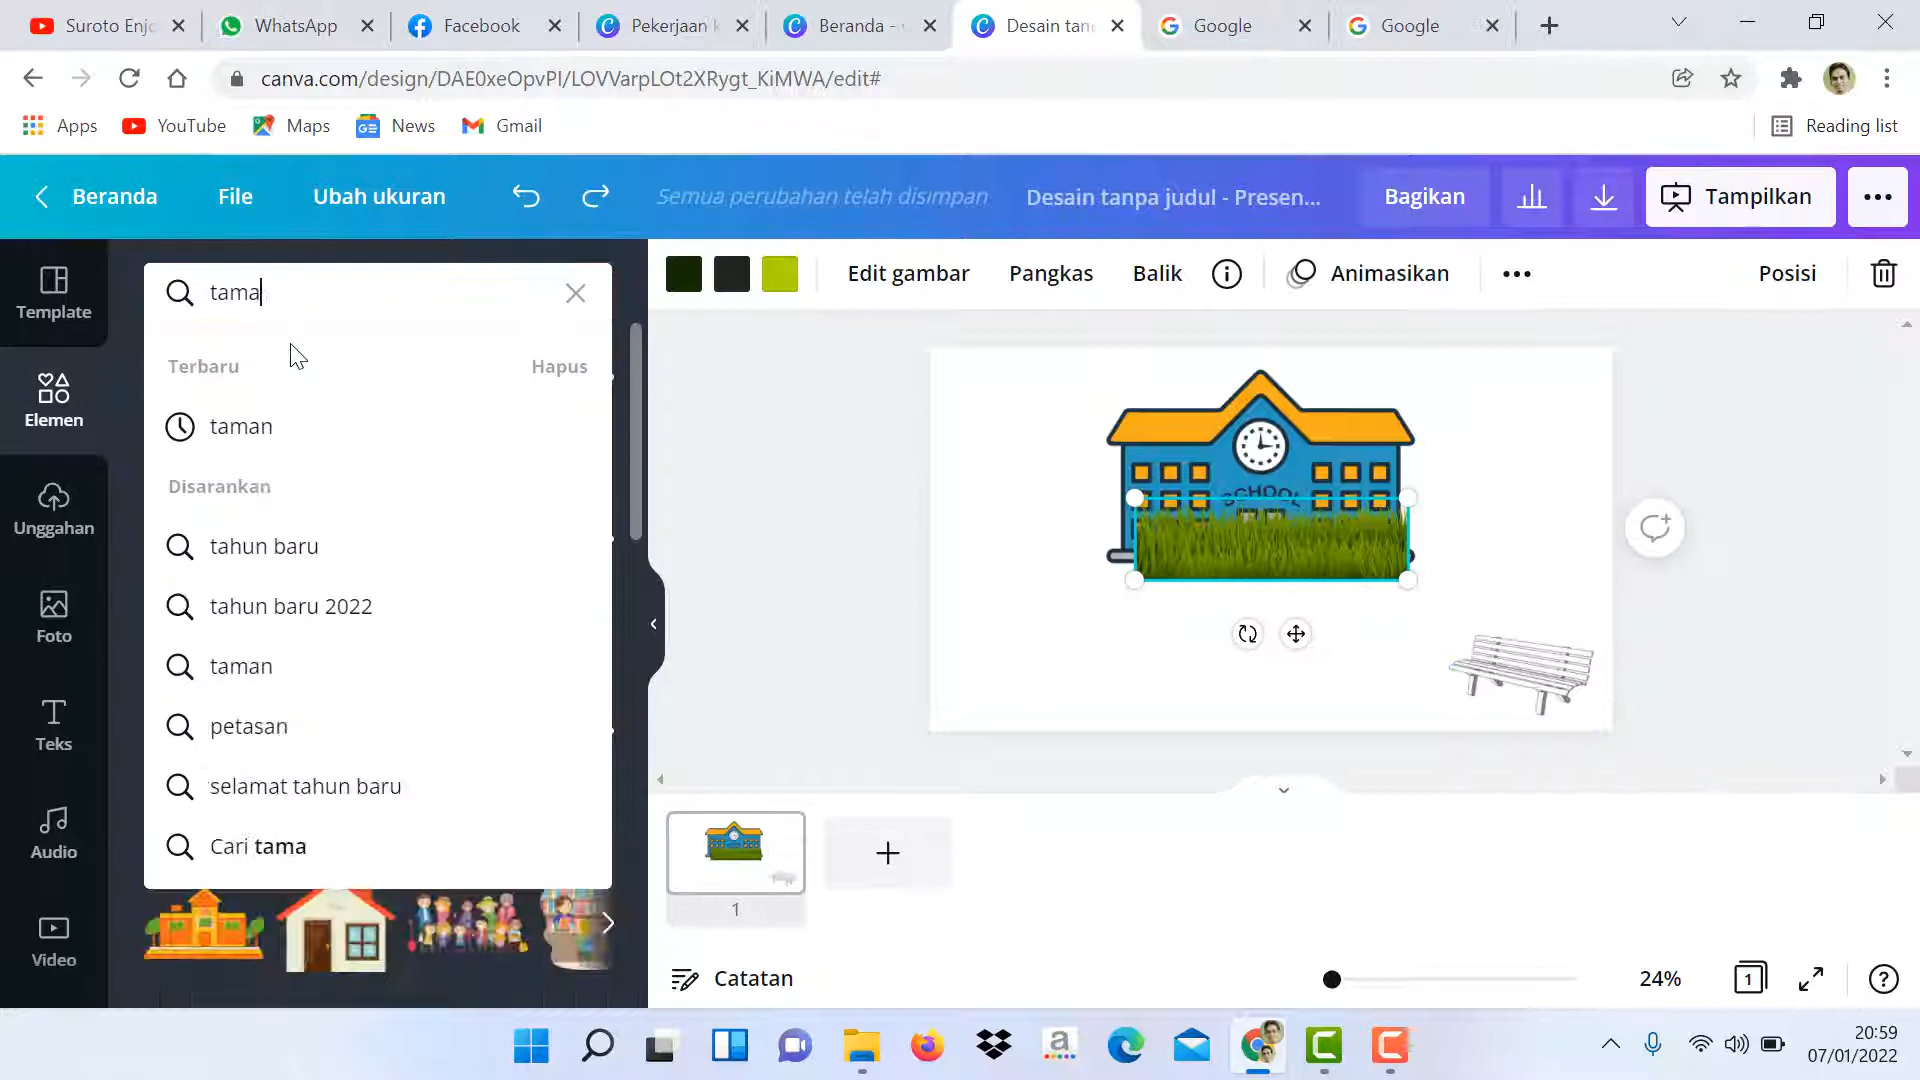 Suroto Enjo
WhatsApp
Facebook
Pekerjaan k
Beranda -
Desain tan
Google
Google
canva.com/design/DAE0xeOpvPI/LOVVarpLOt2XRygt_KiMWA/edit#
Apps
YouTube
Maps
News
Gmail
Reading list
Beranda
File
Ubah ukuran
Semua perubahan telah disimpan
Desain tanpa judul - Presen...
Bagikan
Tampilkan
Template
Elemen
Unggahan
Foto
Teks
Audio
Video
tama
Terbaru Hapus
taman
Disarankan
tahun baru
tahun baru 2022
taman
petasan
selamat tahun baru
Cari tama
Edit gambar
Pangkas
Balik
Animasikan
Posisi
SCHOOL
1
Catatan
24%
1
20:59
07/01/2022